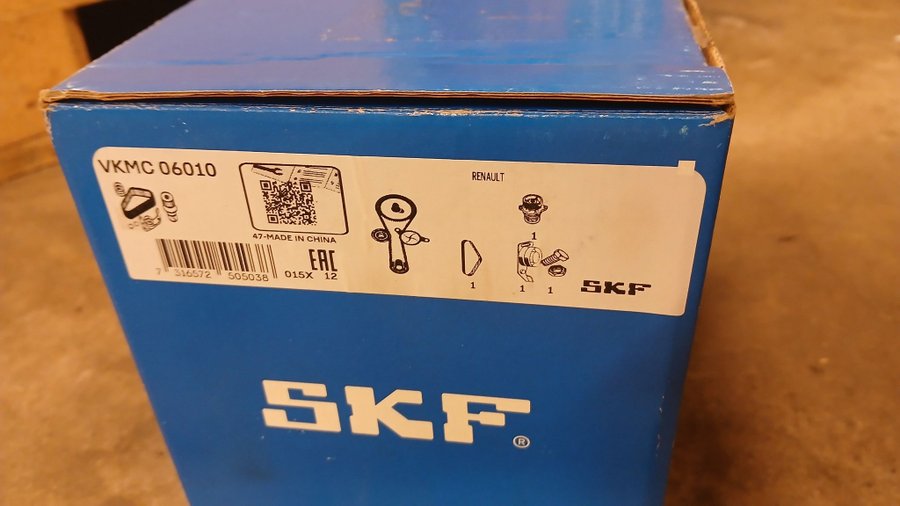 VKMC 06010
RENAULT
47-MADE IN CHINA
1
7 316572 505038
015X 12
EAC
1
1
1
SKF
SKF®